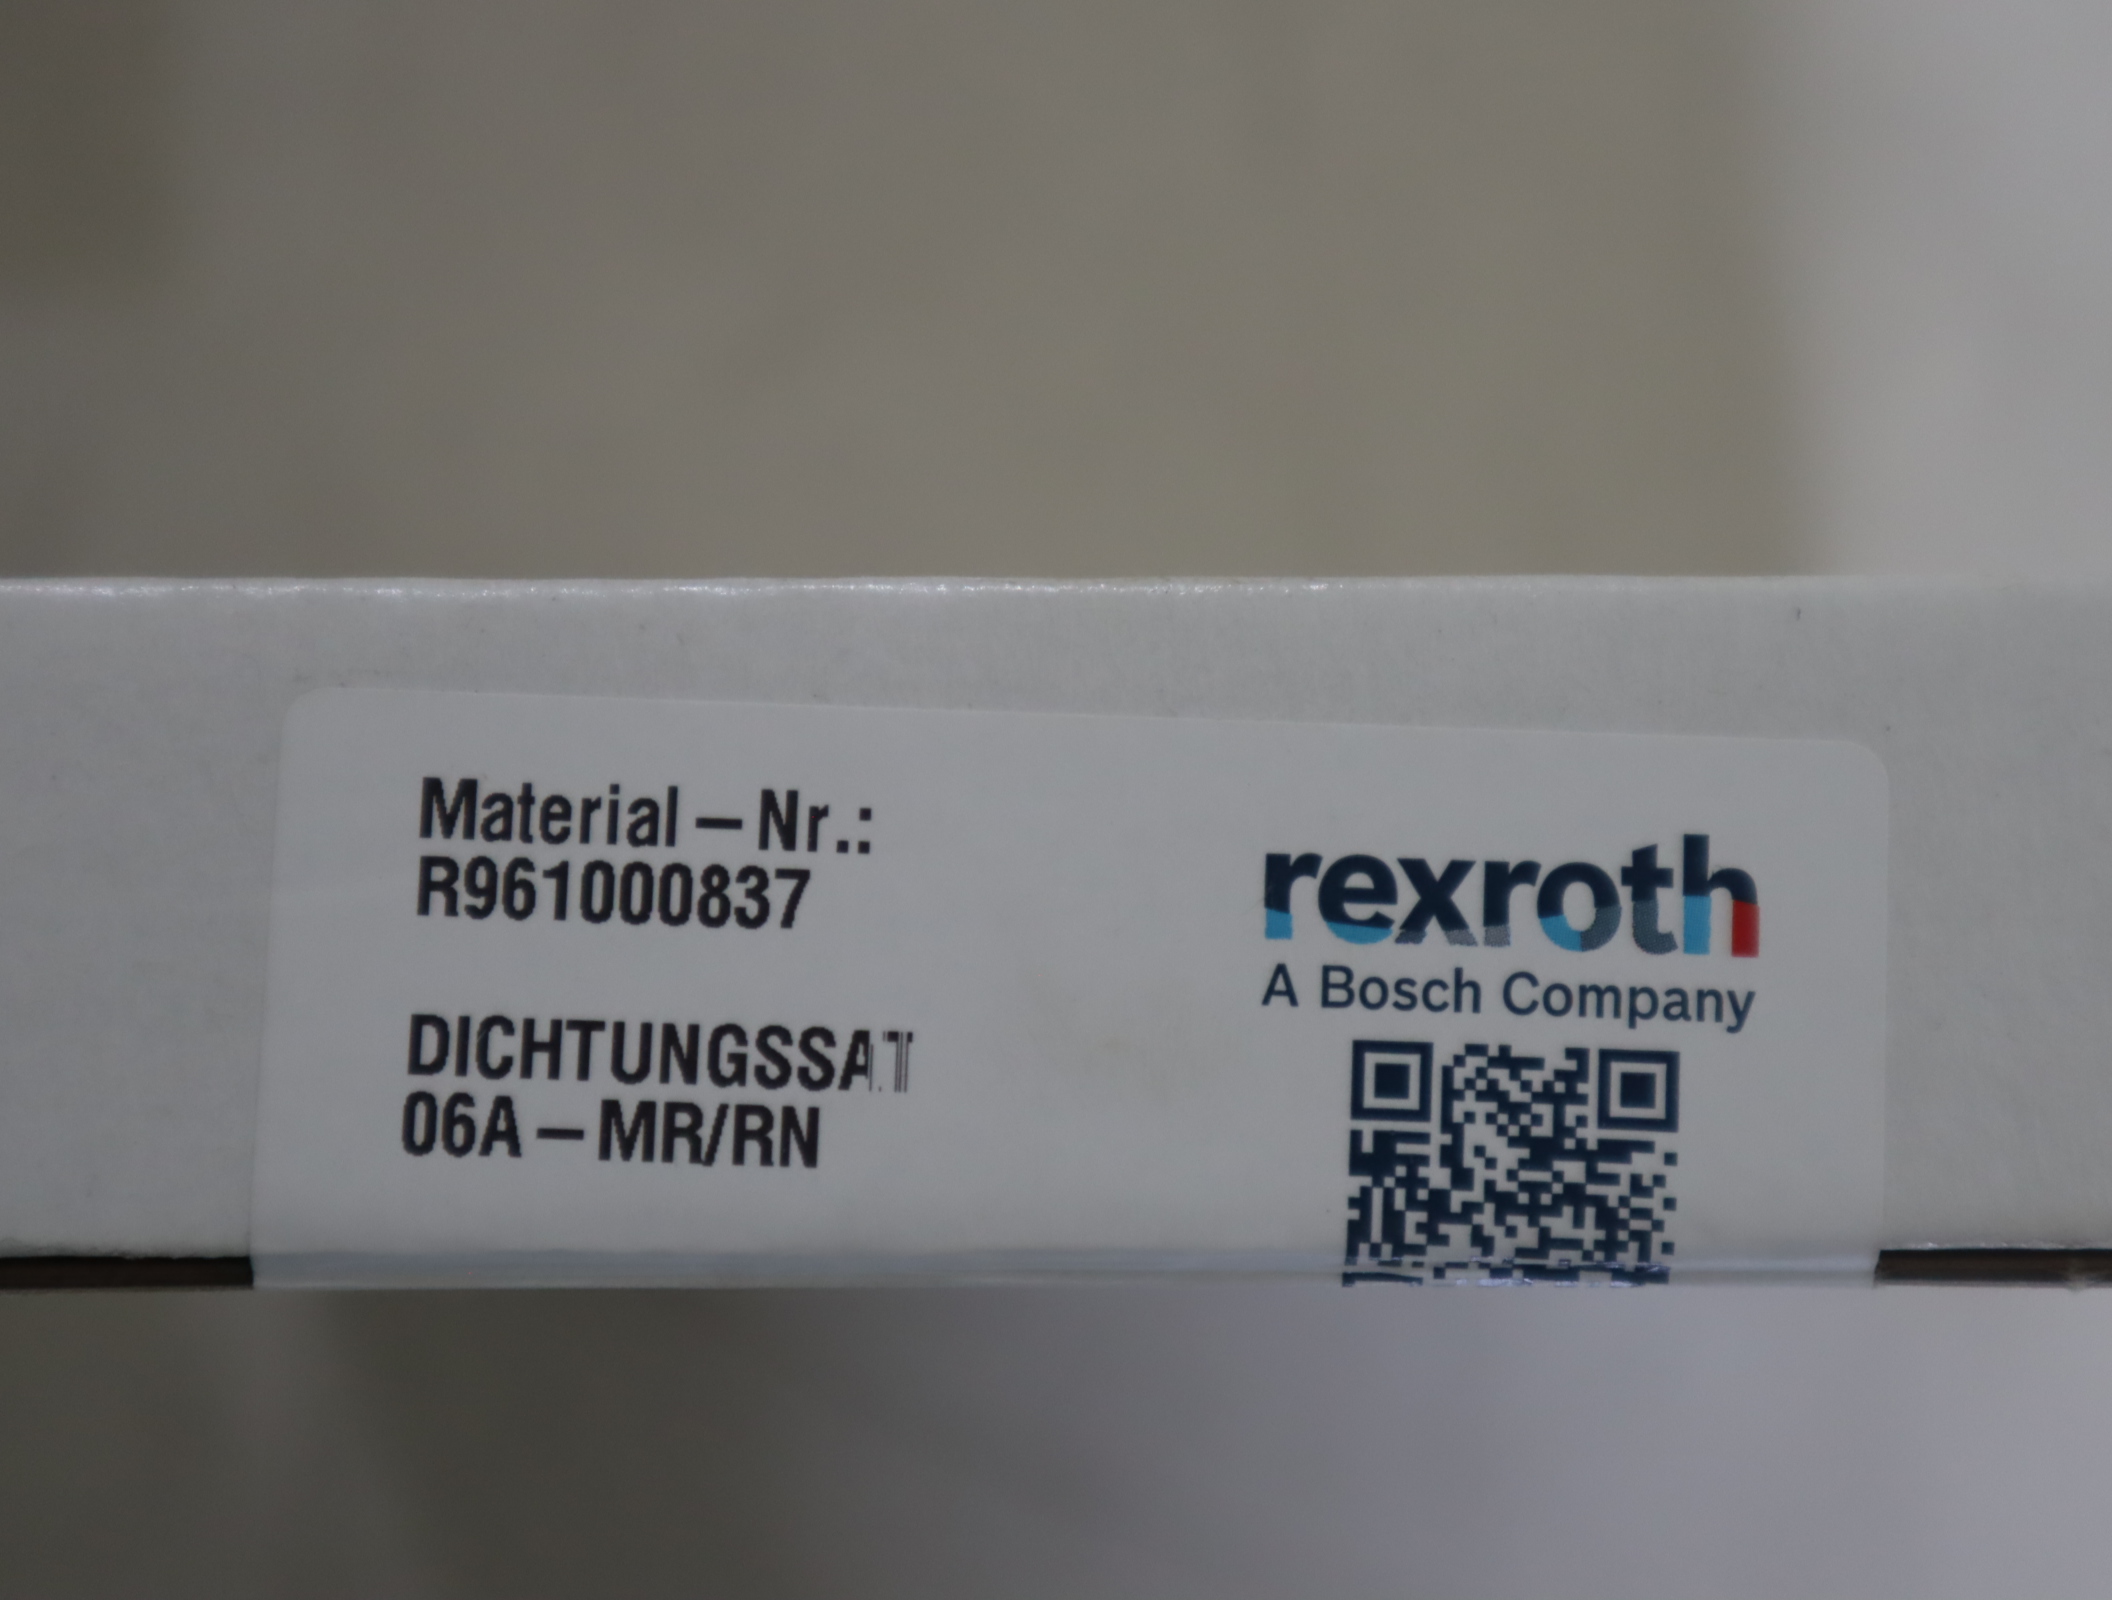 Material-Nr.:
R961000837
DICHTUNGSSAT
06A-MR/RN
rexroth
A Bosch Company